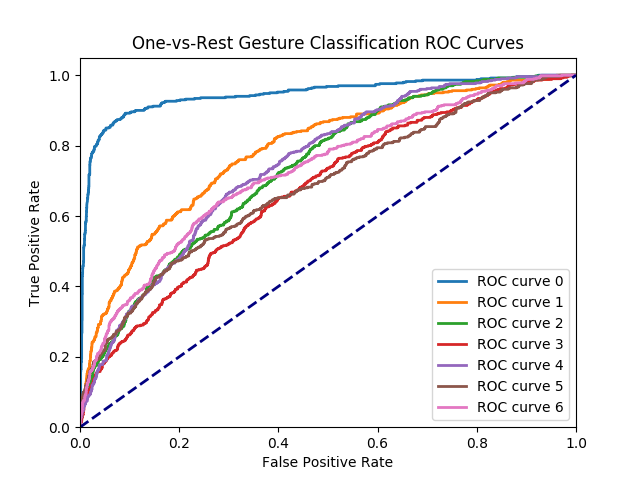 One-vs-Rest Gesture Classification ROC Curves
True Positive Rate
1.0
0.8
0.6
0.4
0.2
0.0
ROC curve 0
ROC curve 1
ROC curve 2
ROC curve 3
ROC curve 4
ROC curve 5
ROC curve 6
0.0 0.2 0.4 0.6 0.8 1.0
False Positive Rate